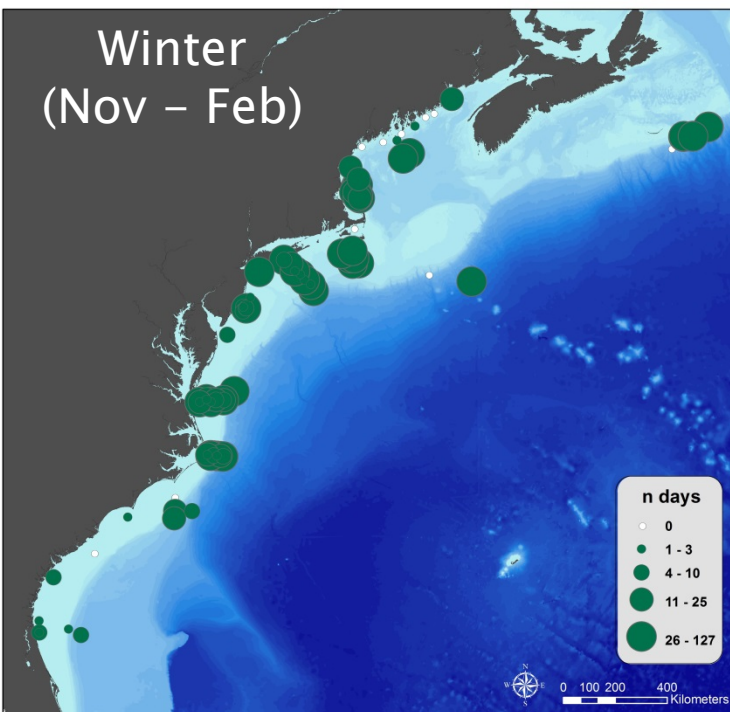 Winter
(Nov – Feb)
n days
0
1 - 3
4 - 10
11 - 25
26 - 127
N
W E
S
0 100 200 400
Kilometers